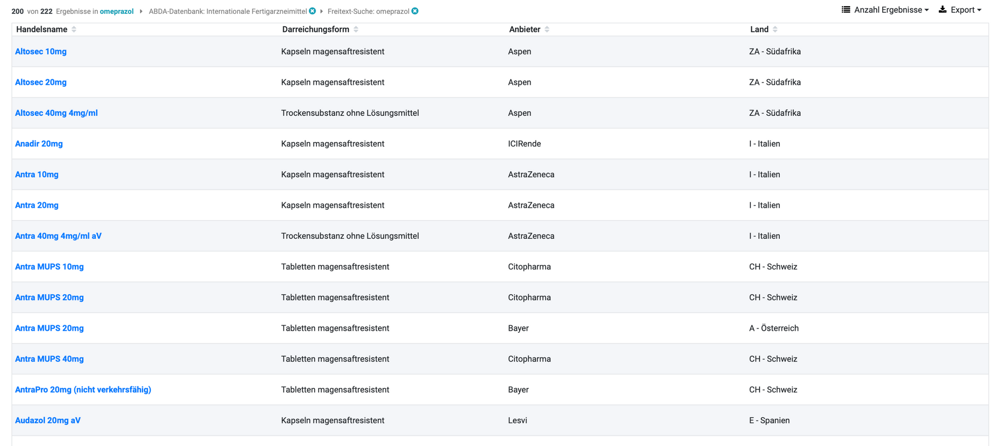 200 von 222 Ergebnisse in omeprazol ABDA-Datenbank: Internationale Fertigarzneimittel Freitext-Suche: omeprazol Anzahl Ergebnisse Export
Handelsname Darreichungsform Anbieter Land
Altosec 10mg Kapseln magensaftresistent Aspen ZA - Südafrika
Altosec 20mg Kapseln magensaftresistent Aspen ZA - Südafrika
Altosec 40mg 4mg/ml Trockensubstanz ohne Lösungsmittel Aspen ZA - Südafrika
Anadir 20mg Kapseln magensaftresistent ICIRende I - Italien
Antra 10mg Kapseln magensaftresistent AstraZeneca I - Italien
Antra 20mg Kapseln magensaftresistent AstraZeneca I - Italien
Antra 40mg 4mg/ml aV Trockensubstanz ohne Lösungsmittel AstraZeneca I - Italien
Antra MUPS 10mg Tabletten magensaftresistent Citopharma CH - Schweiz
Antra MUPS 20mg Tabletten magensaftresistent Citopharma CH - Schweiz
Antra MUPS 20mg Tabletten magensaftresistent Bayer A - Österreich
Antra MUPS 40mg Tabletten magensaftresistent Citopharma CH - Schweiz
AntraPro 20mg (nicht verkehrsfähig) Tabletten magensaftresistent Bayer CH - Schweiz
Audazol 20mg aV Kapseln magensaftresistent Lesvi E - Spanien